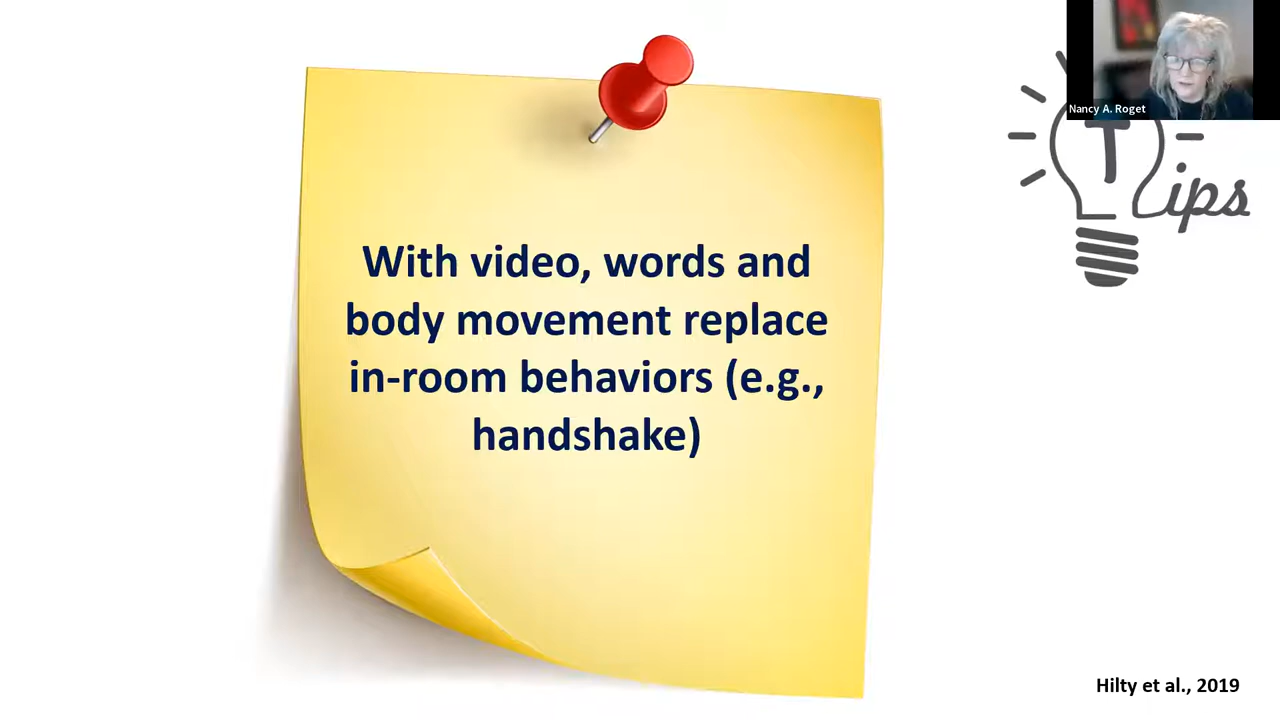 Nancy A. Roget
Tips
With video, words and
body movement replace
in-room behaviors (e.g.,
handshake)
Hilty et al., 2019